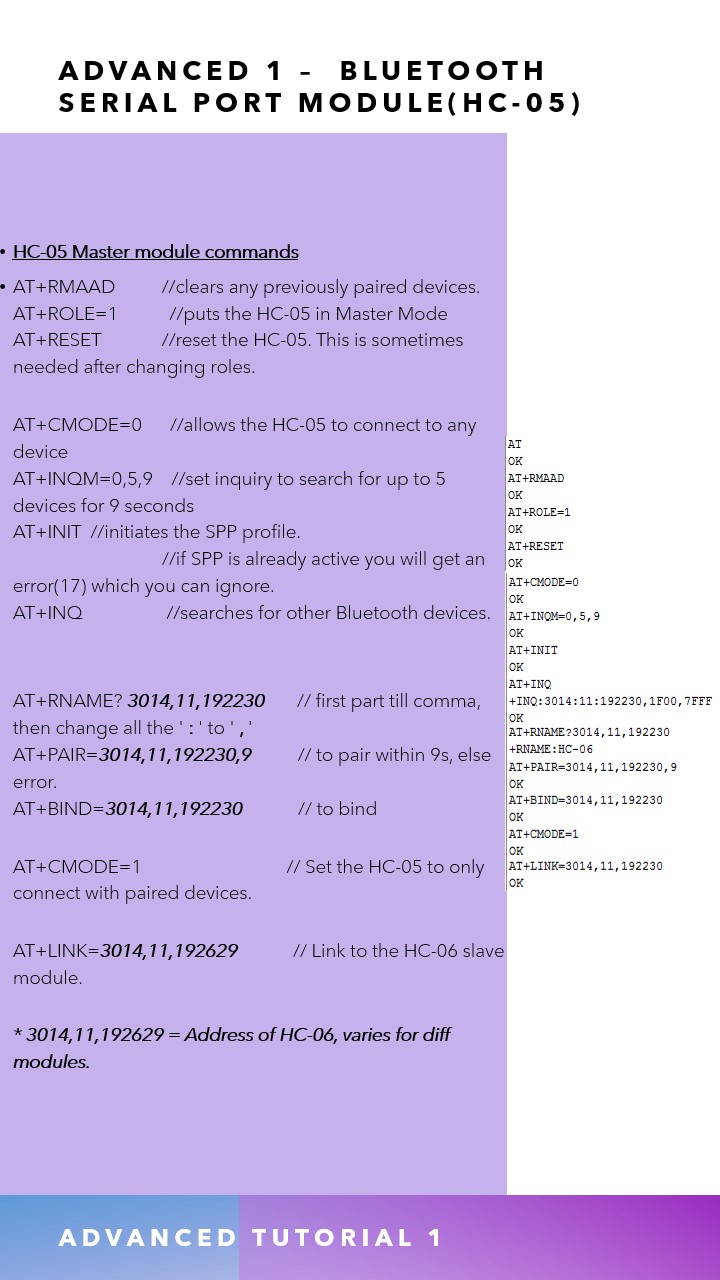 ADVANCED 1 – BLUETOOTH
SERIAL PORT MODULE(HC-05)
• HC-05 Master module commands
• AT+RMAAD //clears any previously paired devices.
AT+ROLE=1 //puts the HC-05 in Master Mode
AT+RESET //reset the HC-05. This is sometimes
needed after changing roles.
AT+CMODE=0 //allows the HC-05 to connect to any
device
AT+INQM=0,5,9 //set inquiry to search for up to 5
devices for 9 seconds
AT+INIT //initiates the SPP profile.
//if SPP is already active you will get an
error(17) which you can ignore.
AT+INQ //searches for other Bluetooth devices.
AT+RNAME? 3014,11,192230 // first part till comma,
then change all the ' : ' to ' , '
AT+PAIR=3014,11,192230,9 // to pair within 9s, else
error.
AT+BIND=3014,11,192230 // to bind
AT+CMODE=1 // Set the HC-05 to only
connect with paired devices.
AT+LINK=3014,11,192629 // Link to the HC-06 slave
module.
* 3014,11,192629 = Address of HC-06, varies for diff
modules.
AT
OK
AT+RMAAD
OK
AT+ROLE=1
OK
AT+RESET
OK
AT+CMODE=0
OK
AT+INQM=0,5,9
OK
AT+INIT
OK
AT+INQ
+INQ:3014:11:192230,1F00,7FFF
OK
AT+RNAME?3014,11,192230
+RNAME:HC-06
AT+PAIR=3014,11,192230,9
OK
AT+BIND=3014,11,192230
OK
AT+CMODE=1
OK
AT+LINK=3014,11,192230
OK
ADVANCED TUTORIAL 1